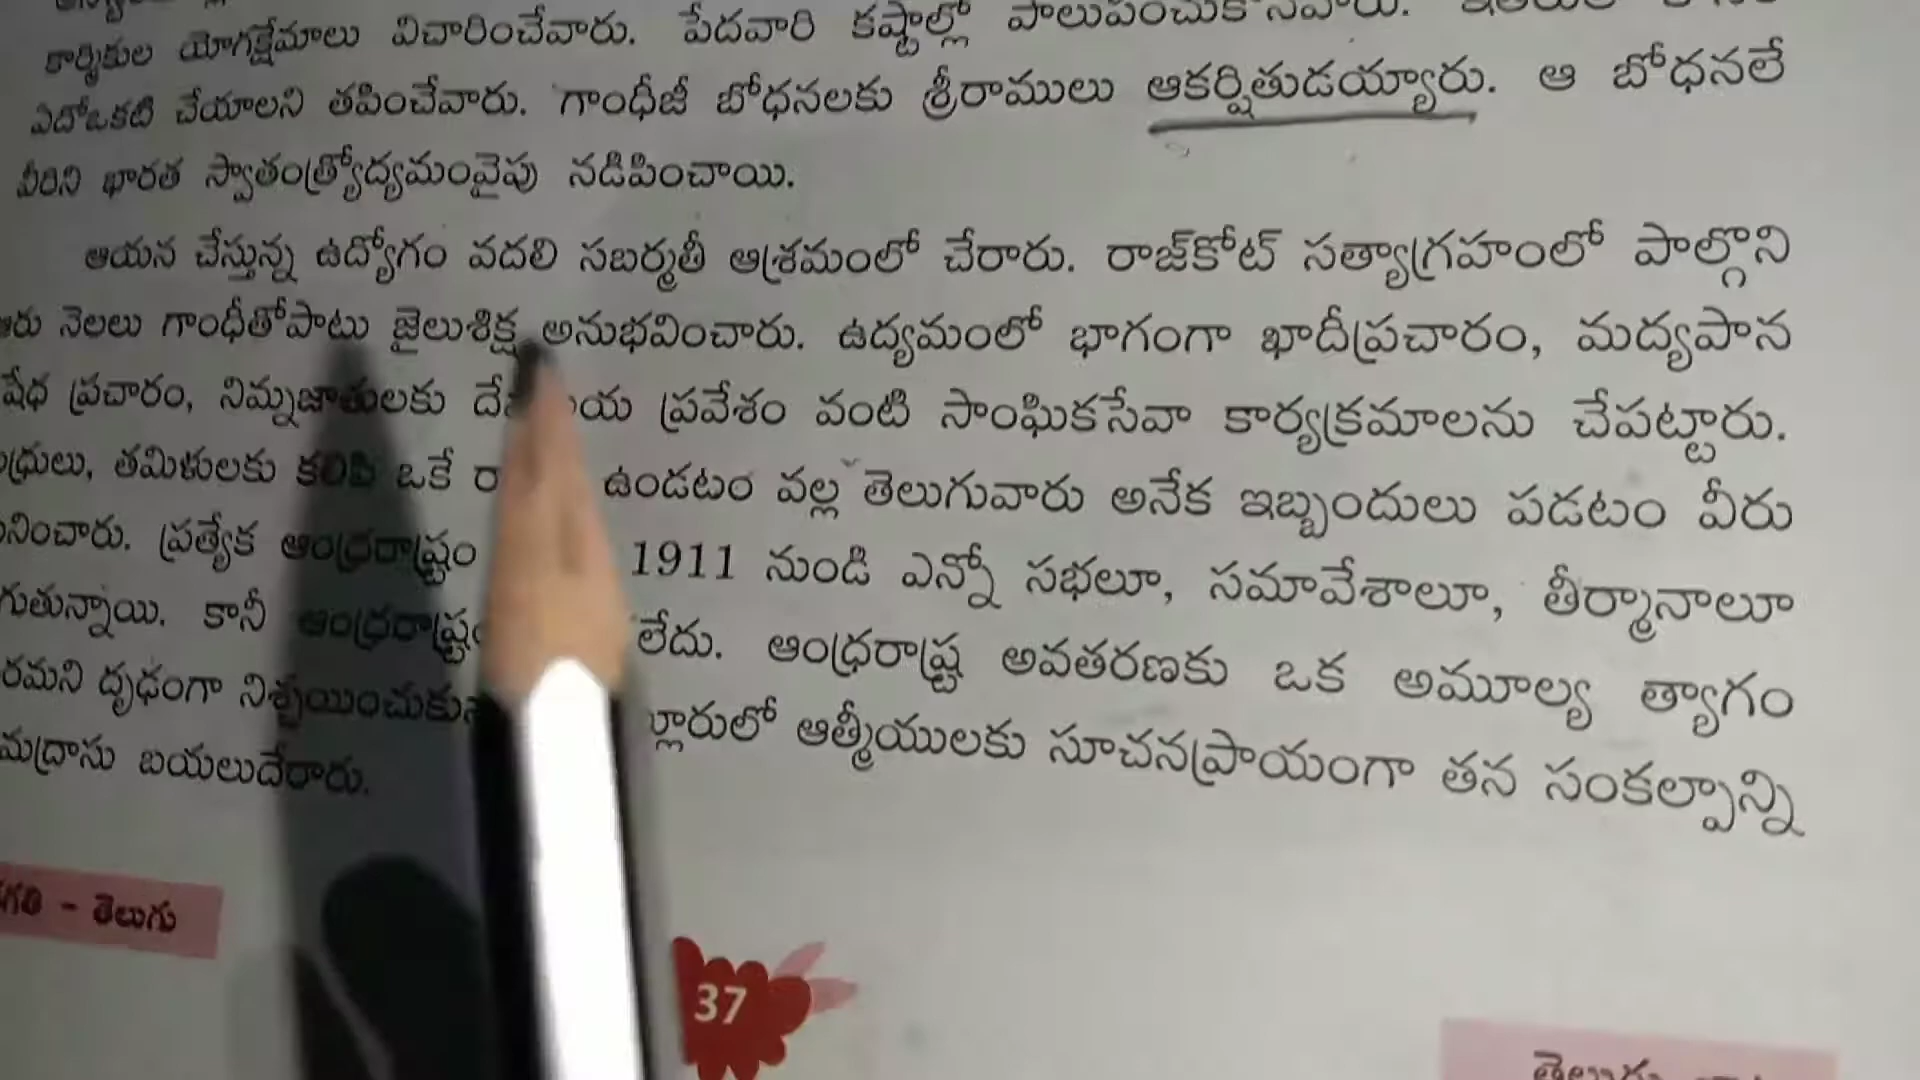 కార్మికుల యోగక్షేమాలు విచారించేవారు. పేదవారి కష్టాల్లో పాలుపంచుకొనేవారు.
ఏదోఒకటి చేయాలని తపించేవారు. గాంధీజీ బోధనలకు శ్రీరాములు ఆకర్షితుడయ్యారు. ఆ బోధనలే
వీరిని భారత స్వాతంత్ర్యోద్యమంవైపు నడిపించాయి.
ఆయన చేస్తున్న ఉద్యోగం వదలి సబర్మతీ ఆశ్రమంలో చేరారు. రాజ్‌కోట్ సత్యాగ్రహంలో పాల్గొని
నెలలు గాంధీతోపాటు జైలుశిక్ష అనుభవించారు. ఉద్యమంలో భాగంగా ఖాదీప్రచారం, మద్యపాన
షేధ ప్రచారం, నిమ్నజాతులకు ప్రవేశం వంటి సాంఘికసేవా కార్యక్రమాలను చేపట్టారు.
తమిళులకు కలిపి ఒకే ఉండటం వల్ల తెలుగువారు అనేక ఇబ్బందులు పడటం వీరు
నించారు. ప్రత్యేక ఆంధ్రరాష్ట్రం 1911 నుండి ఎన్నో సభలూ, సమావేశాలూ, తీర్మానాలూ
గుతున్నాయి. కానీ ఆంధ్రరాష్ట్రం లేదు. ఆంధ్రరాష్ట్ర అవతరణకు ఒక అమూల్య త్యాగం
రమని దృఢంగా ల్లూరులో ఆత్మీయులకు సూచనప్రాయంగా తన సంకల్పాన్ని
మద్రాసు బయలుదేరారు.
గతి - తెలుగు
37